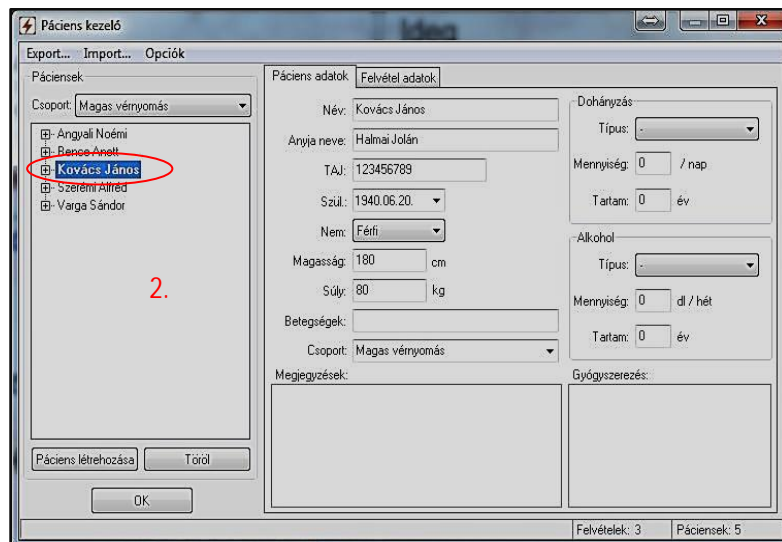 Páciens kezelő
Idea
Export... Import... Opciók
Páciensek
Csoport: Magas vérnyomás
Angyali Noémi
Bence Anett
Kovács János
Szerémi Alfréd
Varga Sándor
2.
Páciens létrehozása Töröl
OK
Páciens adatok Felvétel adatok
Név: Kovács János
Anyja neve: Halmai Jolán
TAJ: 123456789
Szül.: 1940.06.20.
Nem: Férfi
Magasság: 180 cm
Súly: 80 kg
Betegségek:
Csoport: Magas vérnyomás
Megjegyzések:
Dohányzás
Típus: -
Mennyiség: 0 / nap
Tartam: 0 év
Alkohol
Típus: -
Mennyiség: 0 dl / hét
Tartam: 0 év
Gyógyszerezés:
Felvételek: 3 Páciensek: 5